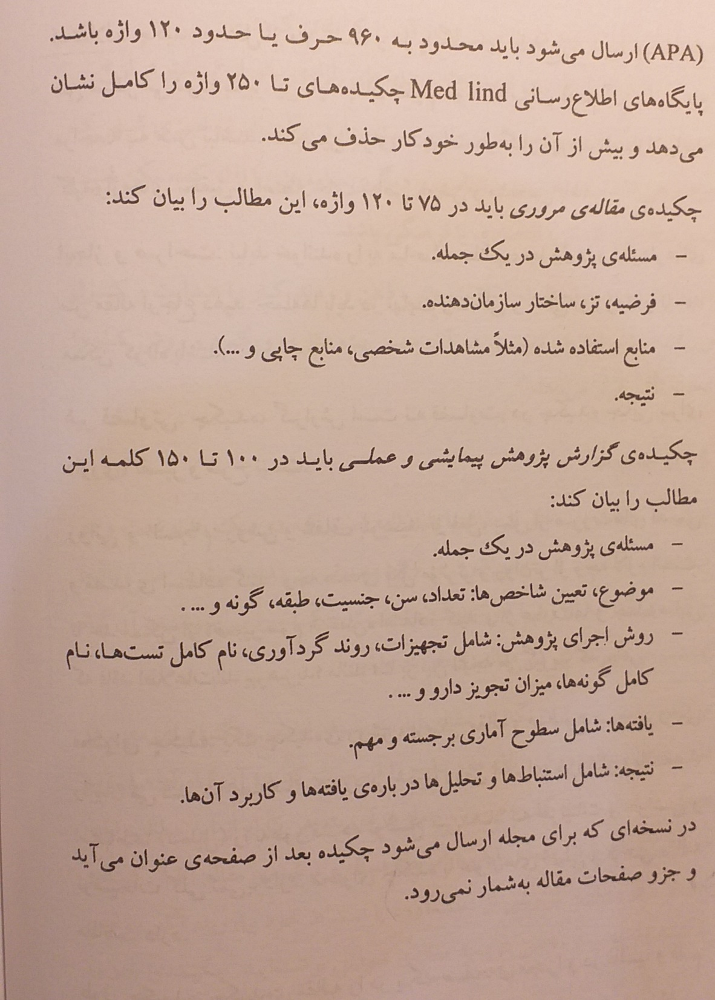 (APA) ارسال می‌شود باید محدود به ۹۶۰ حرف یا حدود ۱۲۰ واژه باشد.
پایگاه‌های اطلاع‌رسانی Med lind چکیده‌های تا ۲۵۰ واژه را کامل نشان
می‌دهد و بیش از آن را به‌طور خودکار حذف می‌کند.
چکیده‌ی مقاله‌ی مروری باید در ۷۵ تا ۱۲۰ واژه، این مطالب را بیان کند:
– مسئله‌ی پژوهش در یک جمله.
– فرضیه، تز، ساختار سازمان‌دهنده.
– منابع استفاده شده (مثلاً مشاهدات شخصی، منابع چاپی و ...).
– نتیجه.
چکیده‌ی گزارش پژوهش پیمایشی و عملی باید در ۱۰۰ تا ۱۵۰ کلمه این
مطالب را بیان کند:
– مسئله‌ی پژوهش در یک جمله.
– موضوع، تعیین شاخص‌ها: تعداد، سن، جنسیت، طبقه، گونه و ... .
– روش اجرای پژوهش: شامل تجهیزات، روند گردآوری، نام کامل تست‌ها، نام
کامل گونه‌ها، میزان تجویز دارو و ... .
– یافته‌ها: شامل سطوح آماری برجسته و مهم.
– نتیجه: شامل استنباط‌ها و تحلیل‌ها در باره‌ی یافته‌ها و کاربرد آن‌ها.
در نسخه‌ای که برای مجله ارسال می‌شود چکیده بعد از صفحه‌ی عنوان می‌آید
و جزو صفحات مقاله به‌شمار نمی‌رود.